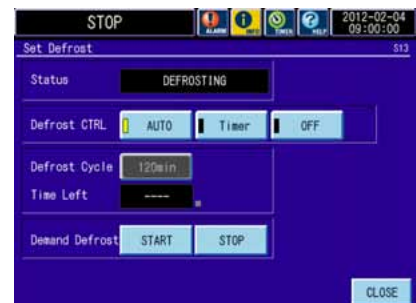 STOP ALARM INFO TIMER HELP 2012-02-04
09:00:00
Set Defrost S13
Status DEFROSTING
Defrost CTRL AUTO Timer OFF
Defrost Cycle 120min
Time Left ----
Demand Defrost START STOP
CLOSE